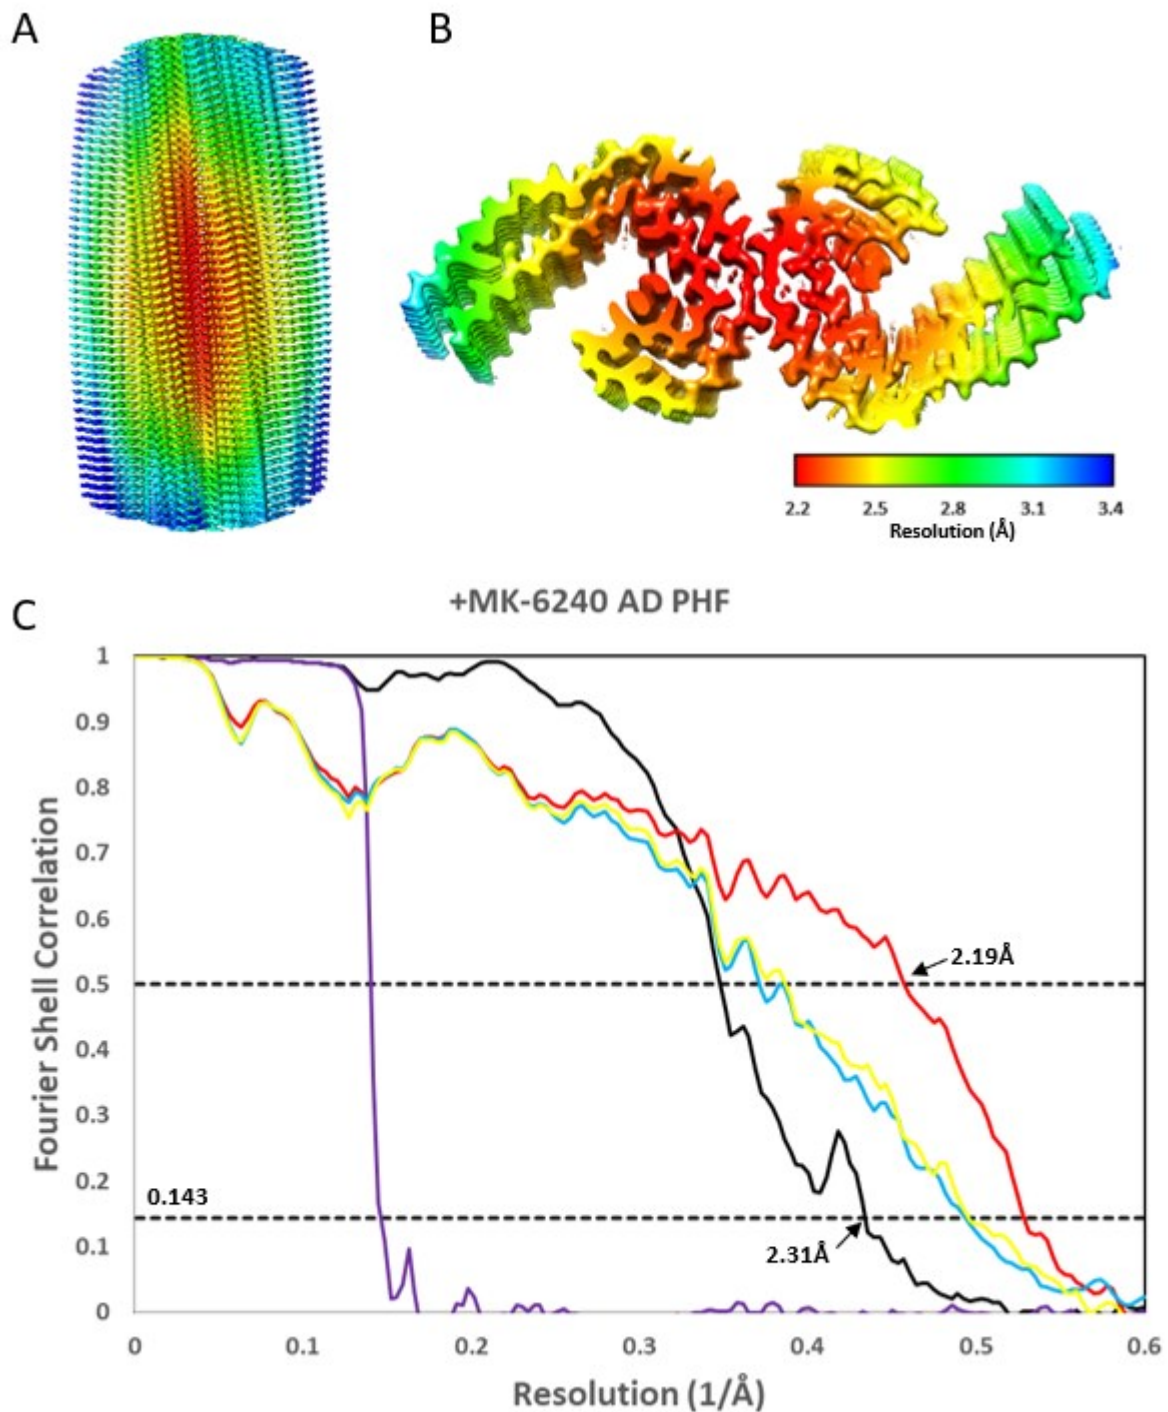 A
B
2.2 2.5 2.8 3.1 3.4
Resolution (Å)
+MK-6240 AD PHF
C
1
0.9
0.8
0.7
0.6
0.5
0.4
0.3
0.2
0.1
0
Fourier Shell Correlation
2.19Å
0.143
2.31Å
0 0.1 0.2 0.3 0.4 0.5 0.6
Resolution (1/Å)